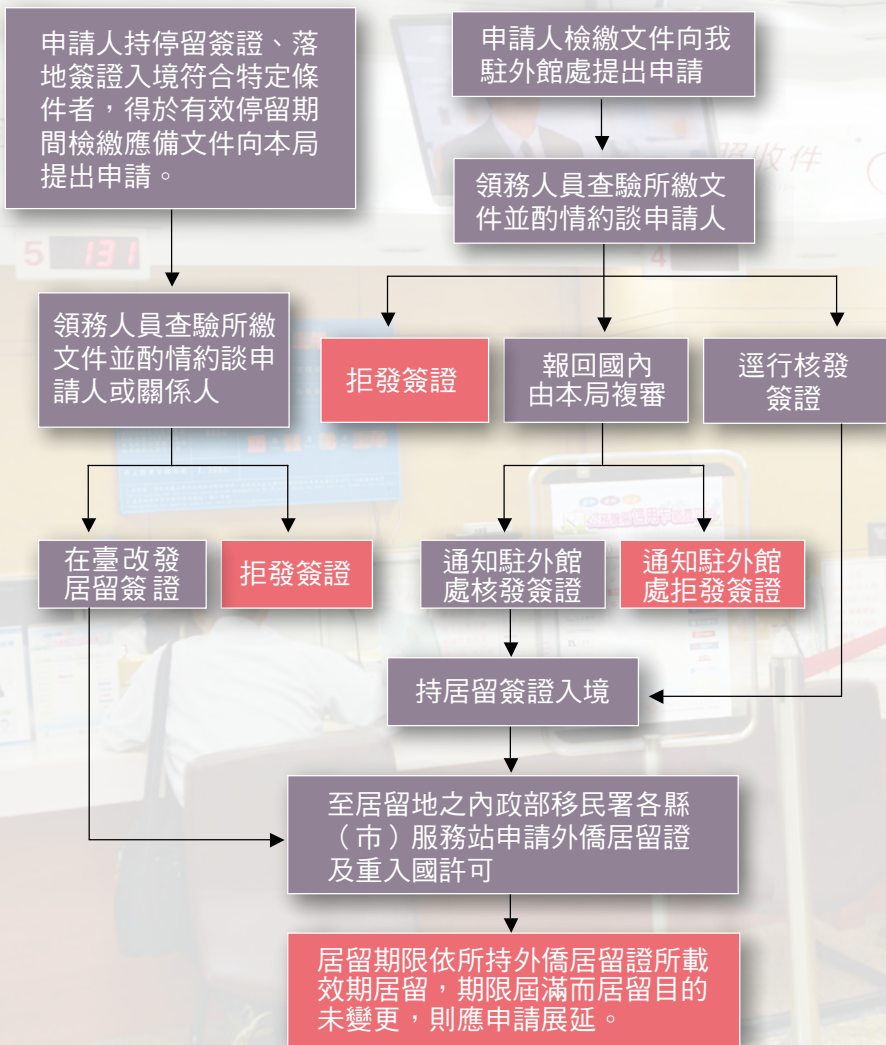 申請人持停留簽證、落
地簽證入境符合特定條
件者，得於有效停留期
間檢繳應備文件向本局
提出申請。
申請人檢繳文件向我
駐外館處提出申請
照收件
領務人員查驗所繳文
件並酌情約談申請人
5 131
4
領務人員查驗所繳
文件並酌情約談申
請人或關係人
拒發簽證
報回國內
由本局複審
逕行核發
簽證
在臺改發
居留簽證
拒發簽證
通知駐外館
處核發簽證
通知駐外館
處拒發簽證
持居留簽證入境
至居留地之內政部移民署各縣
（市）服務站申請外僑居留證
及重入國許可
居留期限依所持外僑居留證所載
效期居留，期限屆滿而居留目的
未變更，則應申請展延。